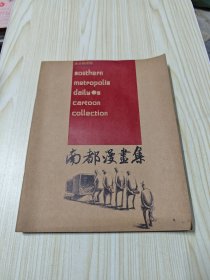 southern
metropolis
daily's
cartoon
collection
南都漫畫集